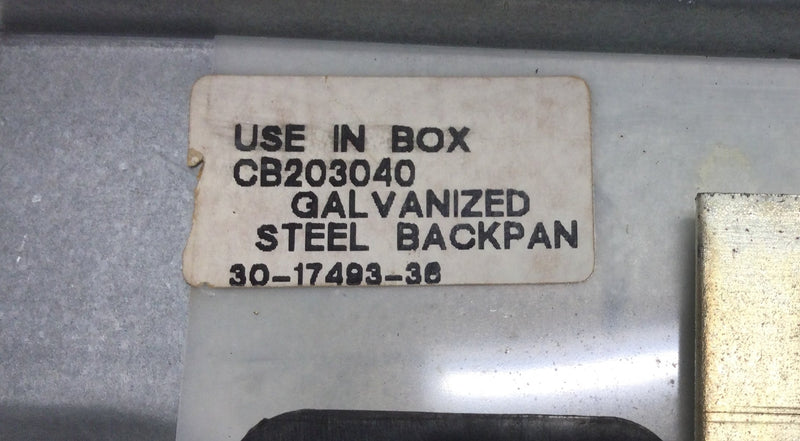 USE IN BOX
CB203040
GALVANIZED
STEEL BACKPAN
30-17493-36